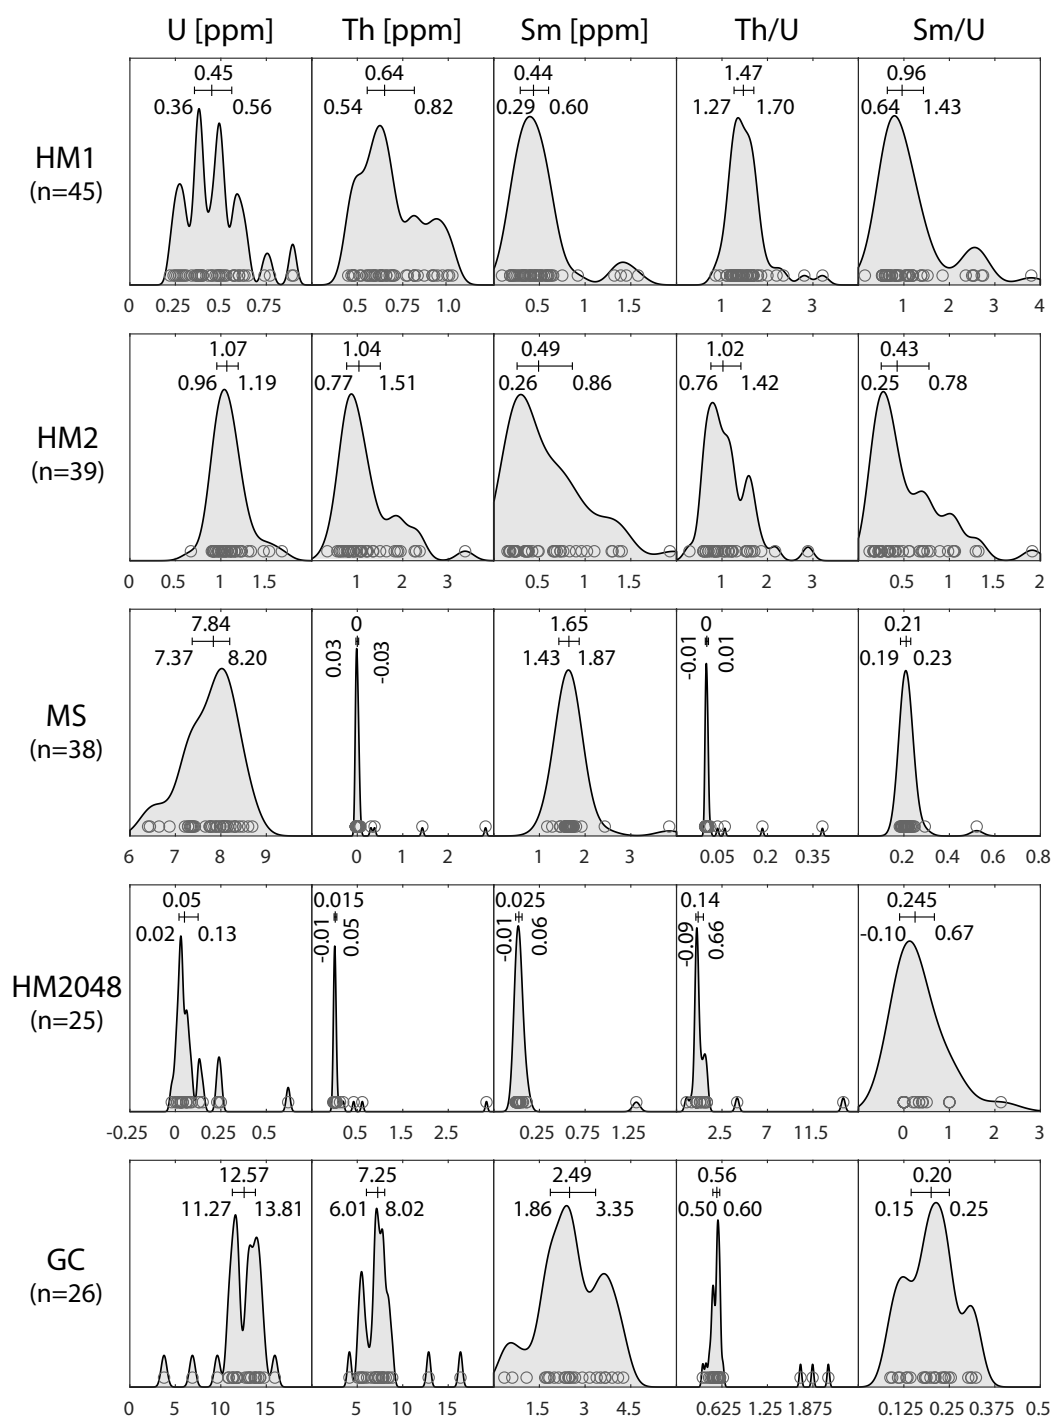 U [ppm] Th [ppm] Sm [ppm] Th/U Sm/U
0.45 0.64 0.44 1.47 0.96
0.36 0.56 0.54 0.82 0.29 0.60 1.27 1.70 0.64 1.43
HM1
(n=45)
0 0.25 0.5 0.75 0.5 0.75 1.0 0.5 1 1.5 1 2 3 1 2 3 4
1.07 1.04 0.49 1.02 0.43
0.96 1.19 0.77 1.51 0.26 0.86 0.76 1.42 0.25 0.78
HM2
(n=39)
0 0.5 1 1.5 1 2 3 0.5 1 1.5 1 2 3 0.5 1 1.5 2
7.84 0 1.65 0 0.21
7.37 8.20 0.03 -0.03 1.43 1.87 -0.01 0.01 0.19 0.23
MS
(n=38)
6 7 8 9 0 1 2 1 2 3 0.05 0.2 0.35 0.2 0.4 0.6 0.8
0.05 0.015 0.025 0.14 0.245
0.02 0.13 -0.01 0.05 -0.01 0.06 -0.09 0.66 -0.10 0.67
HM2048
(n=25)
-0.25 0 0.25 0.5 0.5 1.5 2.5 0.25 0.75 1.25 2.5 7 11.5 0 1 2 3
12.57 7.25 2.49 0.56 0.20
11.27 13.81 6.01 8.02 1.86 3.35 0.50 0.60 0.15 0.25
GC
(n=26)
0 5 10 15 5 10 15 1.5 3 4.5 0.625 1.25 1.875 0.125 0.25 0.375 0.5